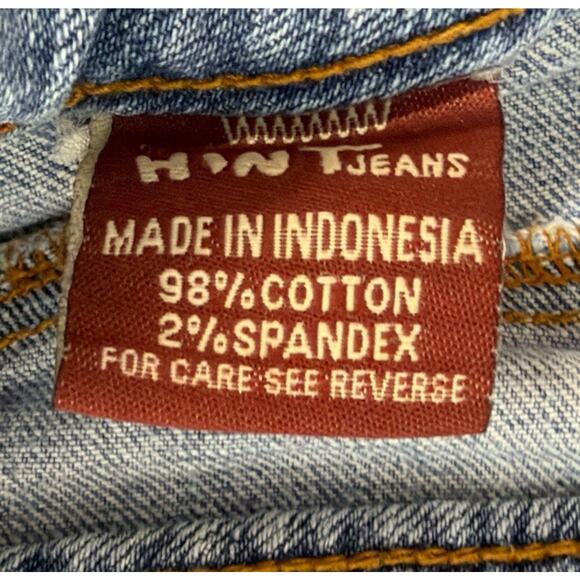 HINT JEANS
MADE IN INDONESIA
98% COTTON
2% SPANDEX
FOR CARE SEE REVERSE